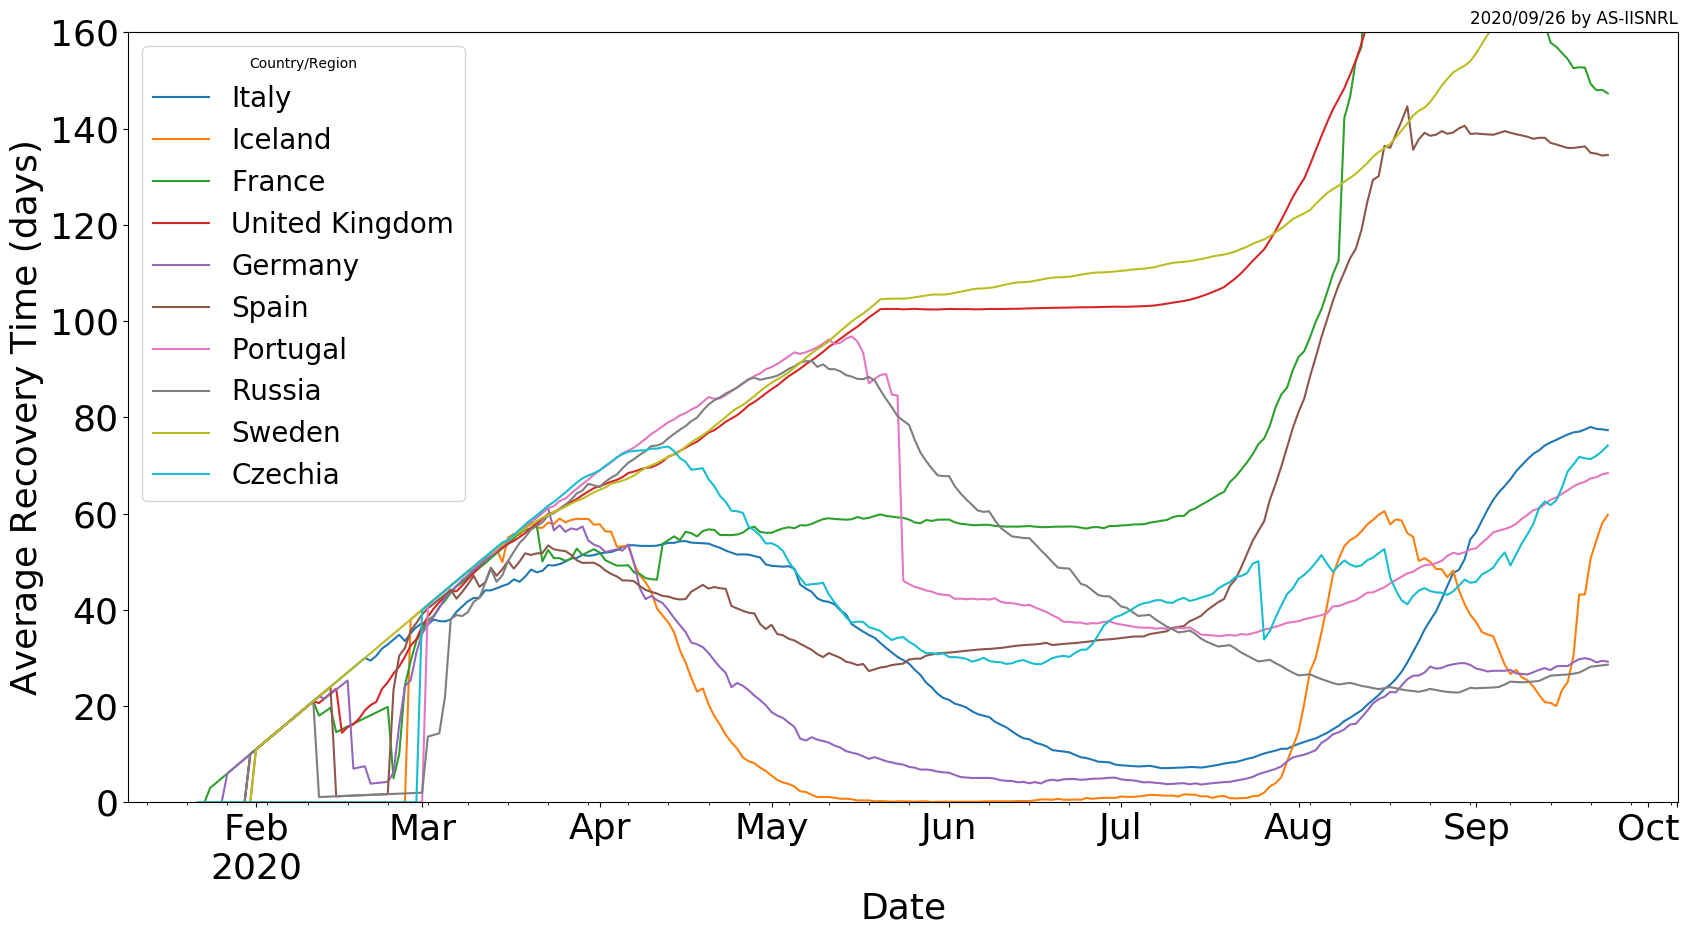 2020/09/26 by AS-IISNRL
Average Recovery Time (days)
160
140
120
100
80
60
40
20
0
Country/Region
Italy
Iceland
France
United Kingdom
Germany
Spain
Portugal
Russia
Sweden
Czechia
Feb Mar Apr May Jun Jul Aug Sep Oct
2020
Date